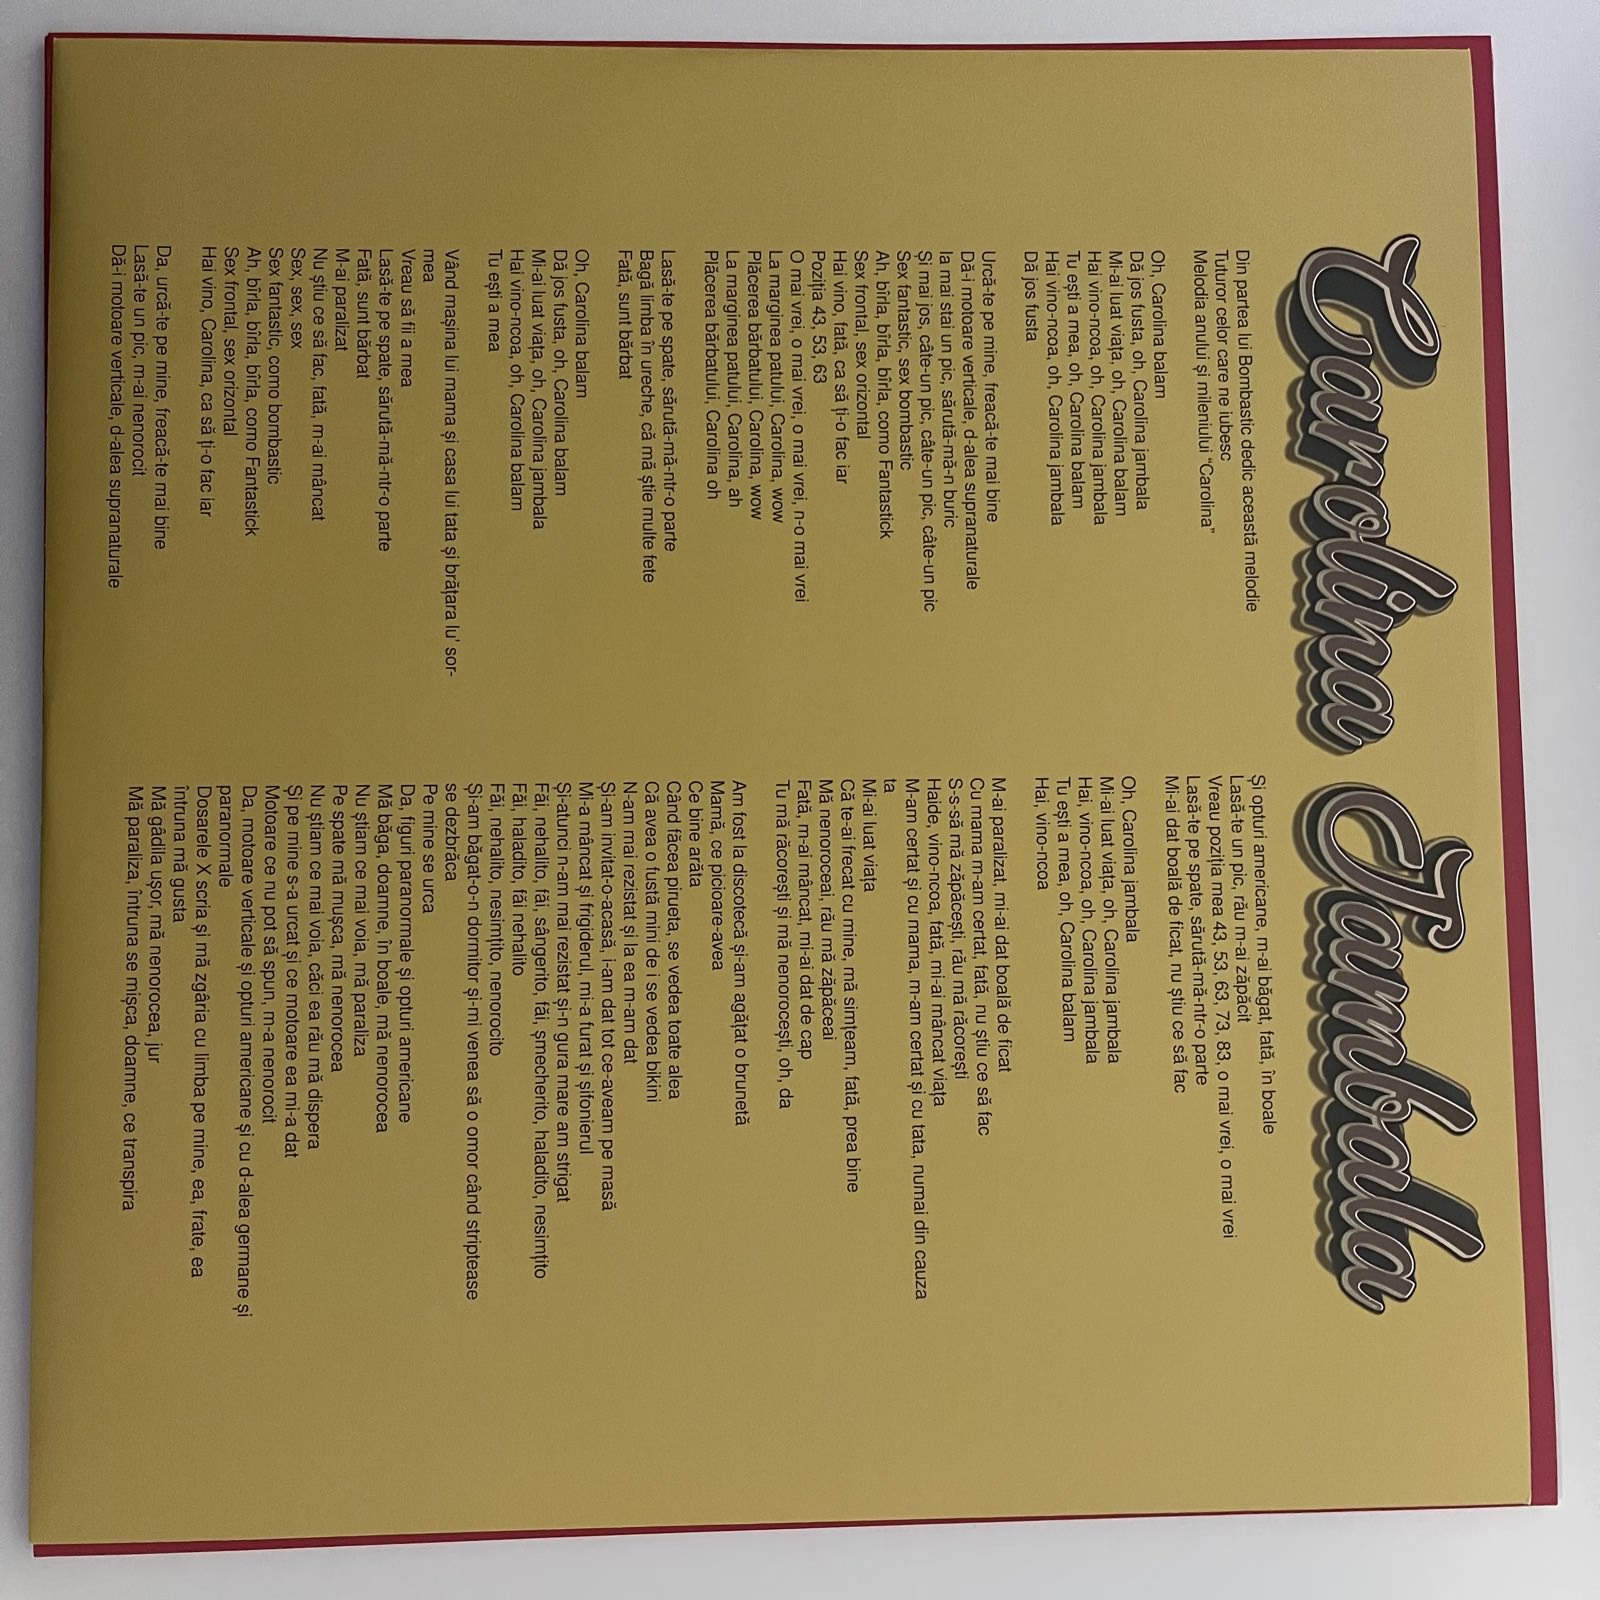 Carolina Jambala
Din partea lui Bombastic dedic această melodie
Tuturor celor care ne iubesc
Melodia anului și mileniului “Carolina”
Oh, Carolina balam
Dă jos fusta, oh, Carolina jambala
Mi-ai luat viața, oh, Carolina balam
Hai vino-ncoa, oh, Carolina jambala
Tu ești a mea, oh, Carolina balam
Hai vino-ncoa, oh, Carolina jambala
Dă jos fusta
Urcă-te pe mine, freacă-te mai bine
Dă-i motoare verticale, d-alea supranaturale
Ia mai stai un pic, sărută-mă-n buric
Și mai jos, câte-un pic, câte-un pic, câte-un pic
Sex fantastic, sex bombastic
Ah, bîrla, bîrla, bîrla, como Fantastick
Sex frontal, sex orizontal
Hai vino, fată, ca să ți-o fac iar
Poziția 43, 53, 63
O mai vrei, o mai vrei, o mai vrei, n-o mai vrei
La marginea patului, Carolina, wow
Plăcerea bărbatului, Carolina, wow
La marginea patului, Carolina, ah
Plăcerea bărbatului, Carolina oh
Lasă-te pe spate, sărută-mă-ntr-o parte
Bagă limba în ureche, că mă știe multe fete
Fată, sunt bărbat
Oh, Carolina balam
Dă jos fusta, oh, Carolina balam
Mi-ai luat viața, oh, Carolina jambala
Hai vino-ncoa, oh, Carolina balam
Tu ești a mea
Vând mașina lui mama și casa lui tata și brățara lu’ sor-
mea
Vreau să fii a mea
Lasă-te pe spate, sărută-mă-ntr-o parte
Fată, sunt bărbat
M-ai paralizat
Nu știu ce să fac, fată, m-ai mâncat
Sex, sex, sex
Sex fantastic, como bombastic
Ah, bîrla, bîrla, bîrla, como Fantastick
Sex frontal, sex orizontal
Hai vino, Carolina, ca să ți-o fac iar
Da, urcă-te pe mine, freacă-te mai bine
Lasă-te un pic, m-ai nenorocit
Dă-i motoare verticale, d-alea supranaturale
Și opturi americane, m-ai băgat, fată, în boale
Lasă-te un pic, rău m-ai zăpăcit
Vreau poziția mea 43, 53, 63, 73, 83, o mai vrei, o mai vrei
Lasă-te pe spate, sărută-mă-ntr-o parte
Mi-ai dat boală de ficat, nu știu ce să fac
Oh, Carolina jambala
Mi-ai luat viața, oh, Carolina jambala
Hai, vino-ncoa, oh, Carolina jambala
Tu ești a mea, oh, Carolina balam
Hai, vino-ncoa
M-ai paralizat, mi-ai dat boală de ficat
Cu mama m-am certat, fată, nu știu ce să fac
S-s-să mă zăpăcești, rău mă răcorești
Haide, vino-ncoa, fată, mi-ai mâncat viața
M-am certat și cu mama, m-am certat și cu tata, numai din cauza
ta
Mi-ai luat viața
Că te-ai frecat cu mine, mă simțeam, fată, prea bine
Mă nenoroceai, rău mă zăpăceai
Fată, m-ai mâncat, mi-ai dat de cap
Tu mă răcorești și mă nenorocești, oh, da
Am fost la discotecă și-am agățat o brunetă
Mamă, ce picioare-avea
Ce bine arăta
Când făcea pirueta, se vedea toate alea
Că avea o fustă mini de i se vedea bikini
N-am mai rezistat și la ea m-am dat
Și-am invitat-o-acasă, i-am dat tot ce-aveam pe masă
Mi-a mâncat și frigiderul, mi-a furat și șifonierul
Și-atunci n-am mai rezistat și-n gura mare am strigat
Făi, nehalito, făi, sângerito, făi, șmecherito, haladito, nesimțito
Făi, haladito, făi nehalito
Făi, nehalito, nesimțito, nenorocito
Și-am băgat-o-n dormitor și-mi venea să o omor când striptease
se dezbrăca
Pe mine se urca
Da, figuri paranormale și opturi americane
Mă băga, doamne, în boale, mă nenorocea
Nu știam ce mai voia, mă paraliza
Pe spate mă mușca, mă nenorocea
Nu știam ce mai voia, căci ea rău mă dispera
Și pe mine s-a urcat și ce motoare ea mi-a dat
Motoare ce nu pot să spun, m-a nenorocit
Da, motoare verticale și opturi americane și cu d-alea germane și
paranormale
Dosarele X scria și mă zgâria cu limba pe mine, ea, frate, ea
întruna mă gusta
Mă gâdila ușor, mă nenorocea, jur
Mă paraliza, întruna se mișca, doamne, ce transpira